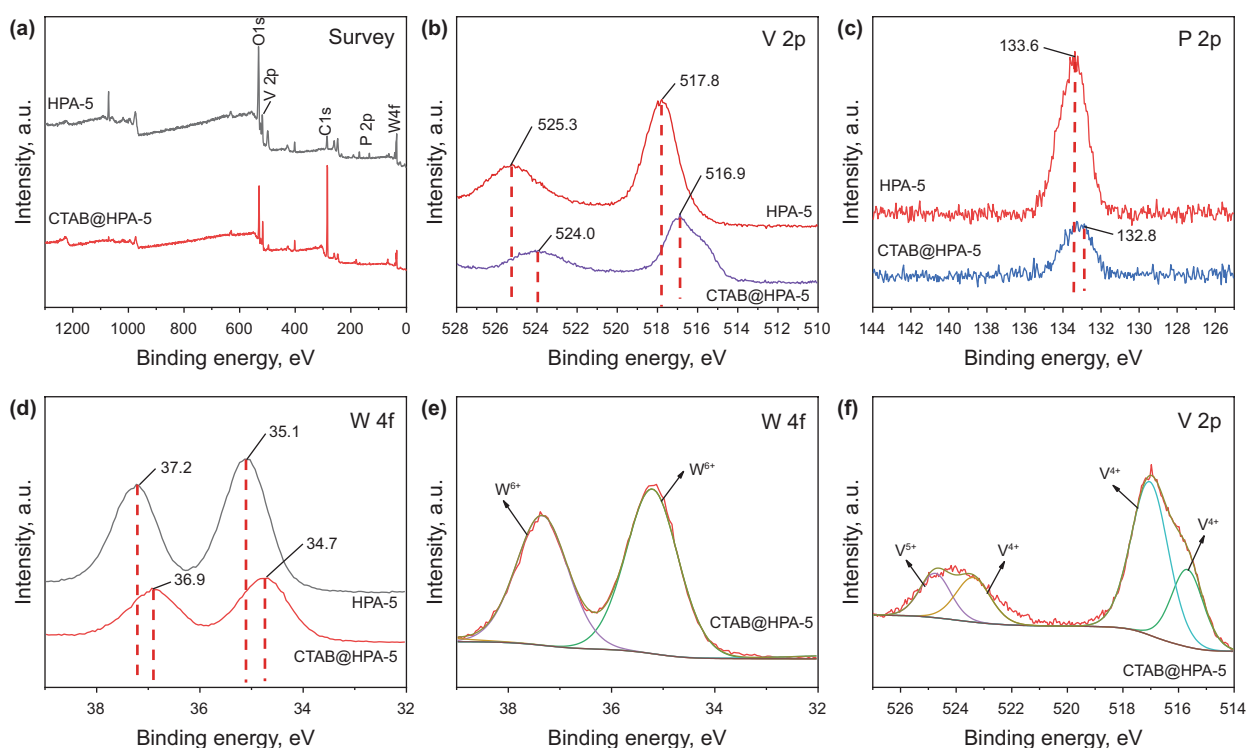 (a)
Survey
O1s
V 2p
HPA-5
C1s
P 2p
W4f
CTAB@HPA-5
Intensity, a.u.
1200 1000 800 600 400 200 0
Binding energy, eV
(b)
V 2p
517.8
525.3
516.9
HPA-5
524.0
CTAB@HPA-5
Intensity, a.u.
528 526 524 522 520 518 516 514 512 510
Binding energy, eV
(c)
P 2p
133.6
HPA-5
CTAB@HPA-5
132.8
Intensity, a.u.
144 142 140 138 136 134 132 130 128 126
Binding energy, eV
(d)
W 4f
35.1
37.2
34.7
36.9
HPA-5
CTAB@HPA-5
Intensity, a.u.
38 36 34 32
Binding energy, eV
(e)
W 4f
W6+
W6+
CTAB@HPA-5
Intensity, a.u.
38 36 34 32
Binding energy, eV
(f)
V 2p
V4+
V4+
V5+
V4+
CTAB@HPA-5
Intensity, a.u.
526 524 522 520 518 516 514
Binding energy, eV